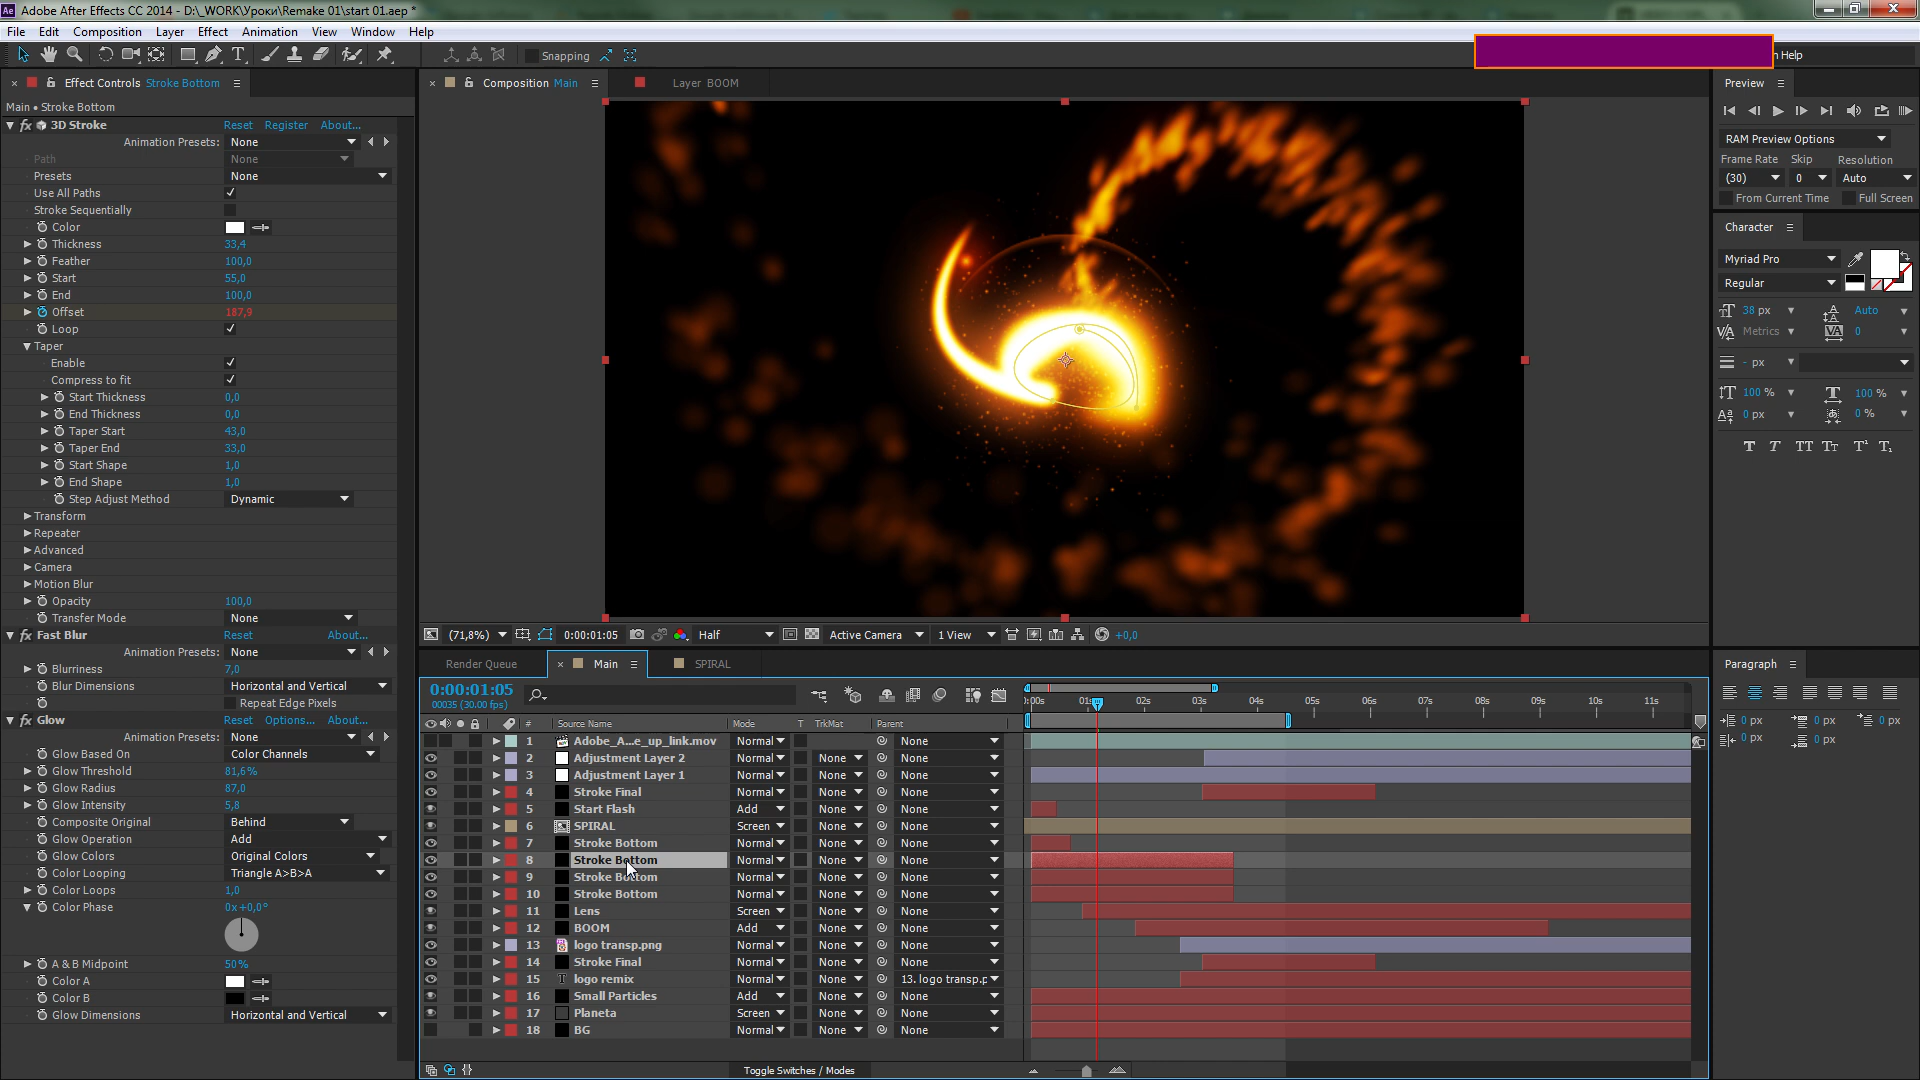 Adobe After Effects CC 2014 - D:\_WORK\Уроки\Remake 01\start 01.aep *
File Edit Composition Layer Effect Animation View Window Help
Snapping
Help
Effect Controls Stroke Bottom
Composition Main
Layer BOOM
Preview
Main • Stroke Bottom
3D Stroke Reset Register About...
Animation Presets: None
Path None
Presets None
Use All Paths
Stroke Sequentially
Color
Thickness 33,4
Feather 100,0
Start 55,0
End 100,0
Offset 187,9
Loop
Taper
Enable
Compress to fit
Start Thickness 0,0
End Thickness 0,0
Taper Start 43,0
Taper End 33,0
Start Shape 1,0
End Shape 1,0
Step Adjust Method Dynamic
Transform
Repeater
Advanced
Camera
Motion Blur
Opacity 100,0
Transfer Mode None
Fast Blur Reset About...
Animation Presets: None
Blurriness 7,0
Blur Dimensions Horizontal and Vertical
Repeat Edge Pixels
Glow Reset Options... About...
Animation Presets: None
Glow Based On Color Channels
Glow Threshold 81,6%
Glow Radius 87,0
Glow Intensity 5,8
Composite Original Behind
Glow Operation Add
Glow Colors Original Colors
Color Looping Triangle A>B>A
Color Loops 1,0
Color Phase 0x+0,0°
A & B Midpoint 50%
Color A
Color B
Glow Dimensions Horizontal and Vertical
RAM Preview Options
Frame Rate Skip Resolution
(30) 0 Auto
From Current Time Full Screen
Character
Myriad Pro
Regular
38 px Auto
Metrics 0
- px
100 % 100 %
0 px 0 %
T T TT Tт T¹ T₁
(71,8%) 0:00:01:05 Half Active Camera 1 View +0,0
Render Queue Main SPIRAL
0:00:01:05
00035 (30.00 fps)
:00s 01s 02s 03s 04s 05s 06s 07s 08s 09s 10s 11s
# Source Name Mode T TrkMat Parent
1 Adobe_A...e_up_link.mov Normal None
2 Adjustment Layer 2 Normal None None
3 Adjustment Layer 1 Normal None None
4 Stroke Final Normal None None
5 Start Flash Add None None
6 SPIRAL Screen None None
7 Stroke Bottom Normal None None
8 Stroke Bottom Normal None None
9 Stroke Bottom Normal None None
10 Stroke Bottom Normal None None
11 Lens Screen None None
12 BOOM Add None None
13 logo transp.png Normal None None
14 Stroke Final Normal None None
15 logo remix Normal None 13. logo transp.p
16 Small Particles Add None None
17 Planeta Screen None None
18 BG Normal None None
Toggle Switches / Modes
Paragraph
0 px 0 px 0 px
0 px 0 px